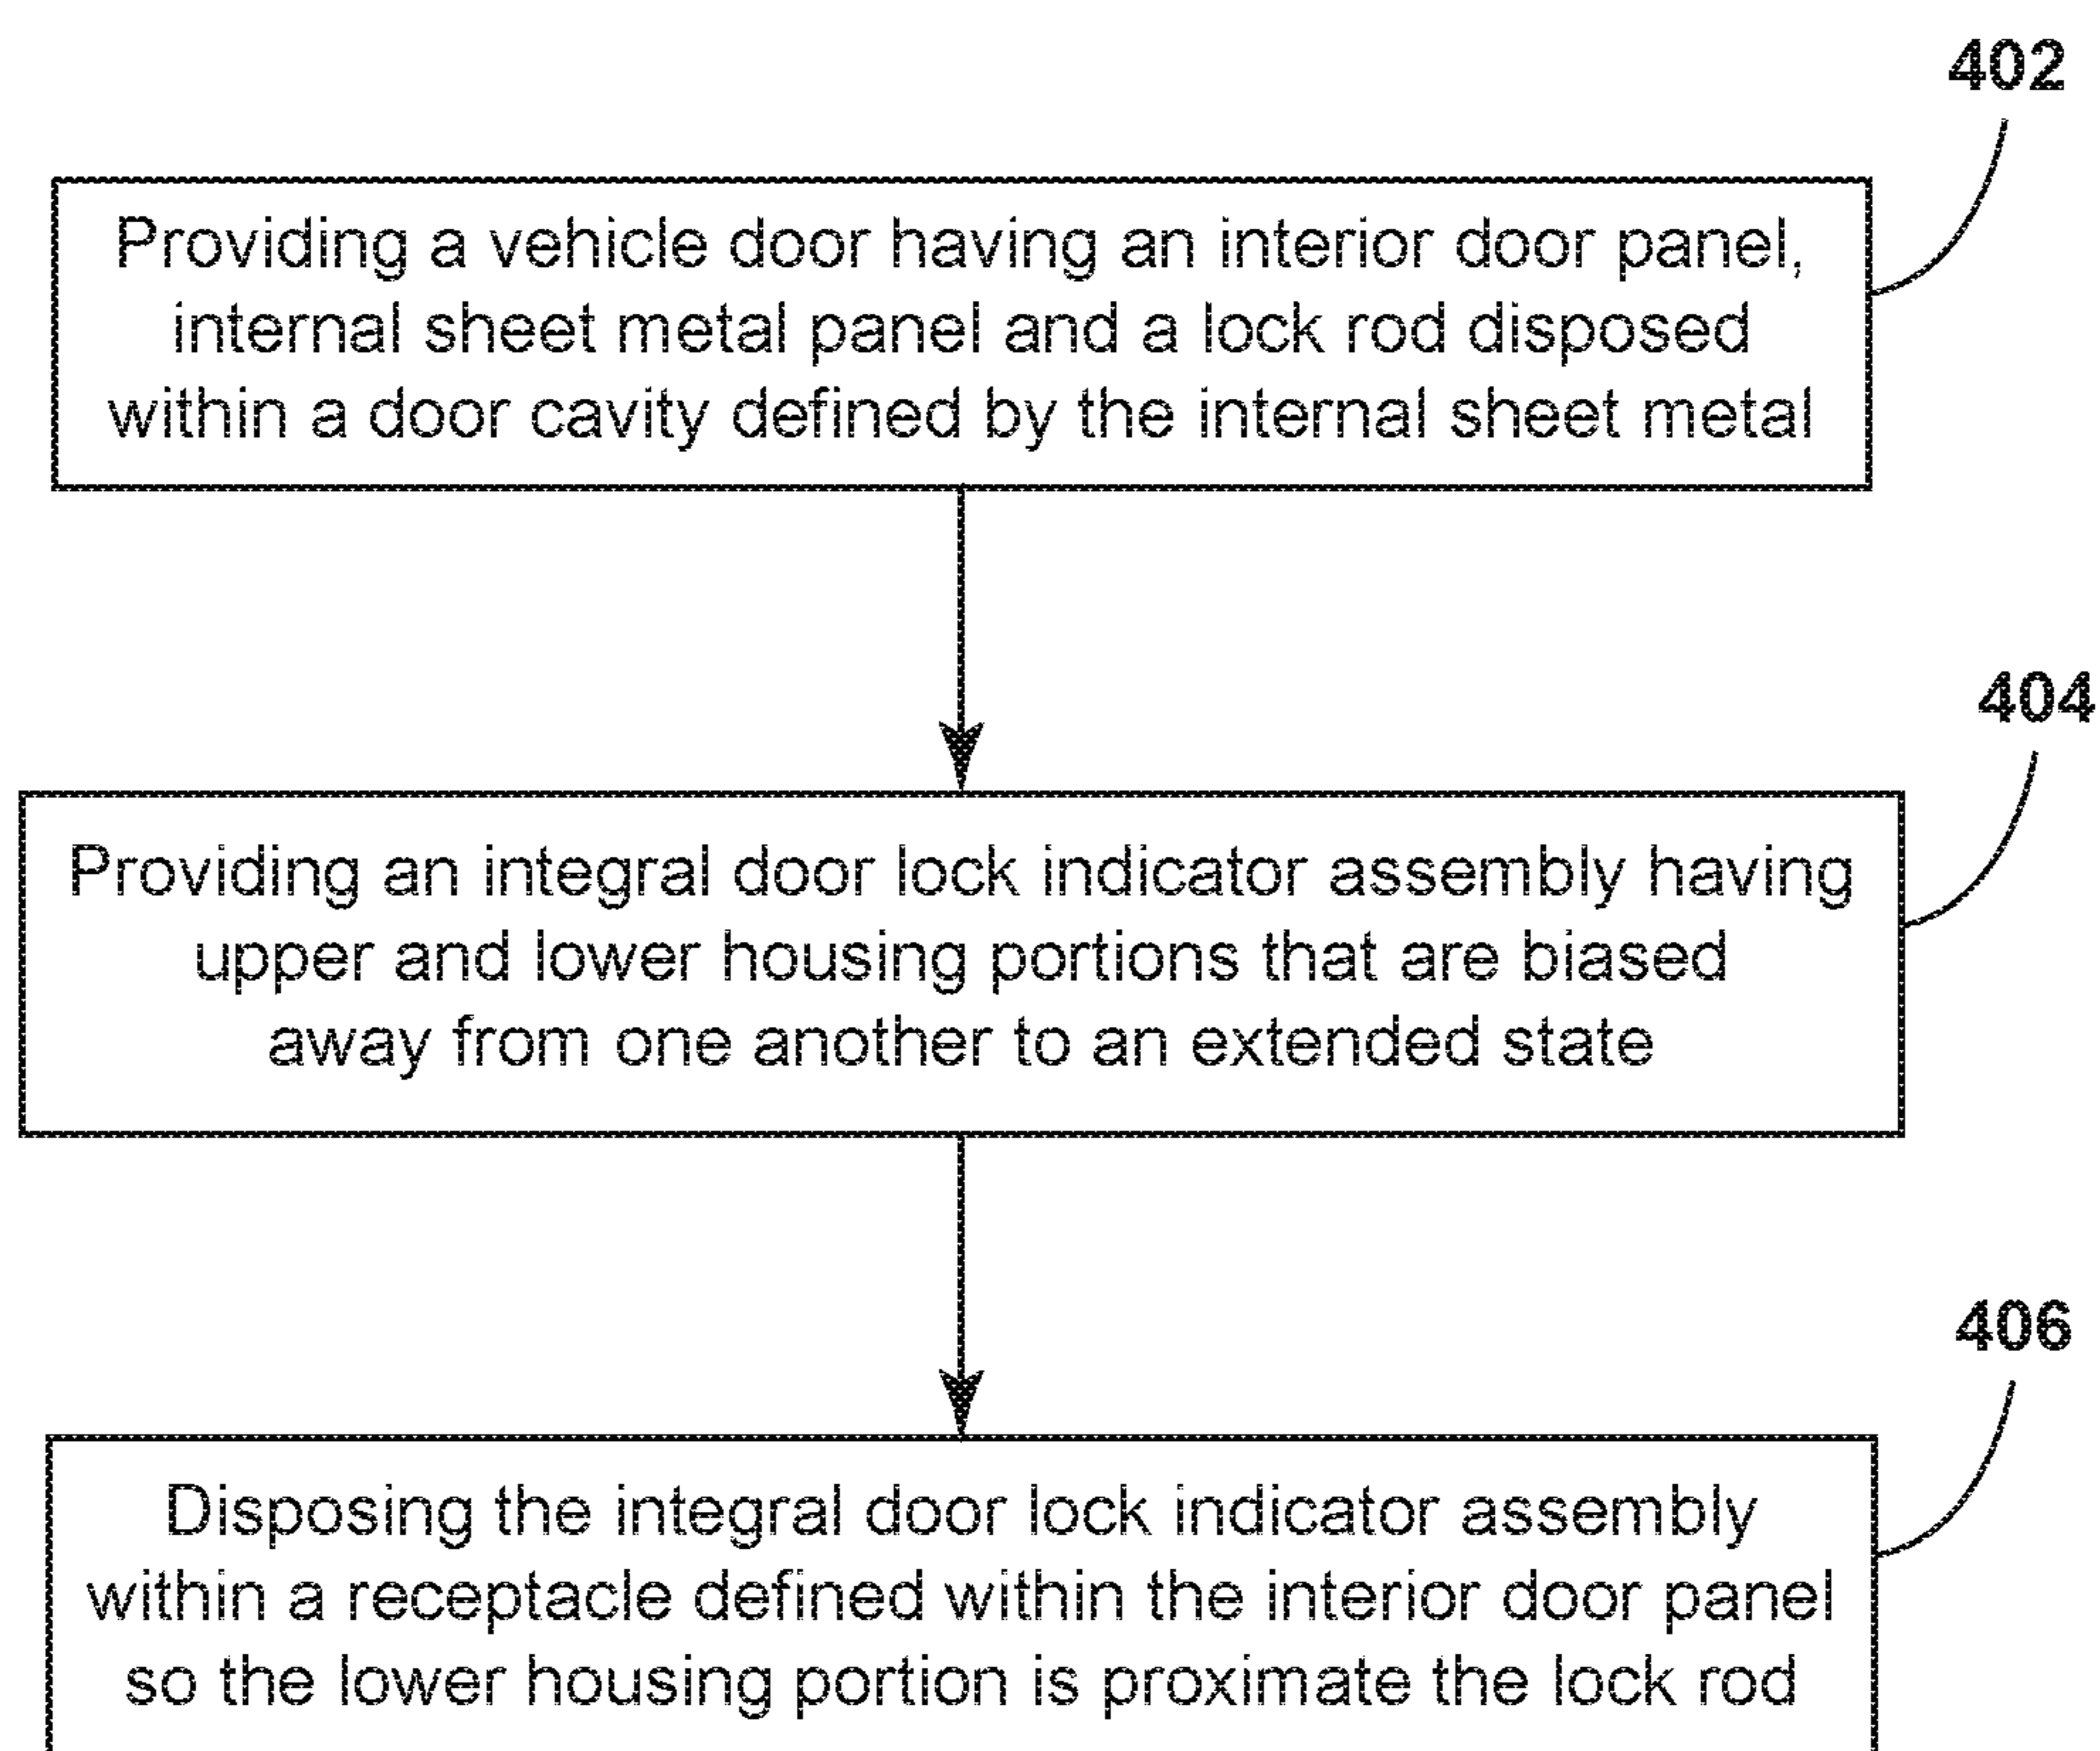 402
Providing a vehicle door having an interior door panel,
internal sheet metal panel and a lock rod disposed
within a door cavity defined by the internal sheet metal
404
Providing an integral door lock indicator assembly having
upper and lower housing portions that are biased
away from one another to an extended state
406
Disposing the integral door lock indicator assembly
within a receptacle defined within the interior door panel
so the lower housing portion is proximate the lock rod